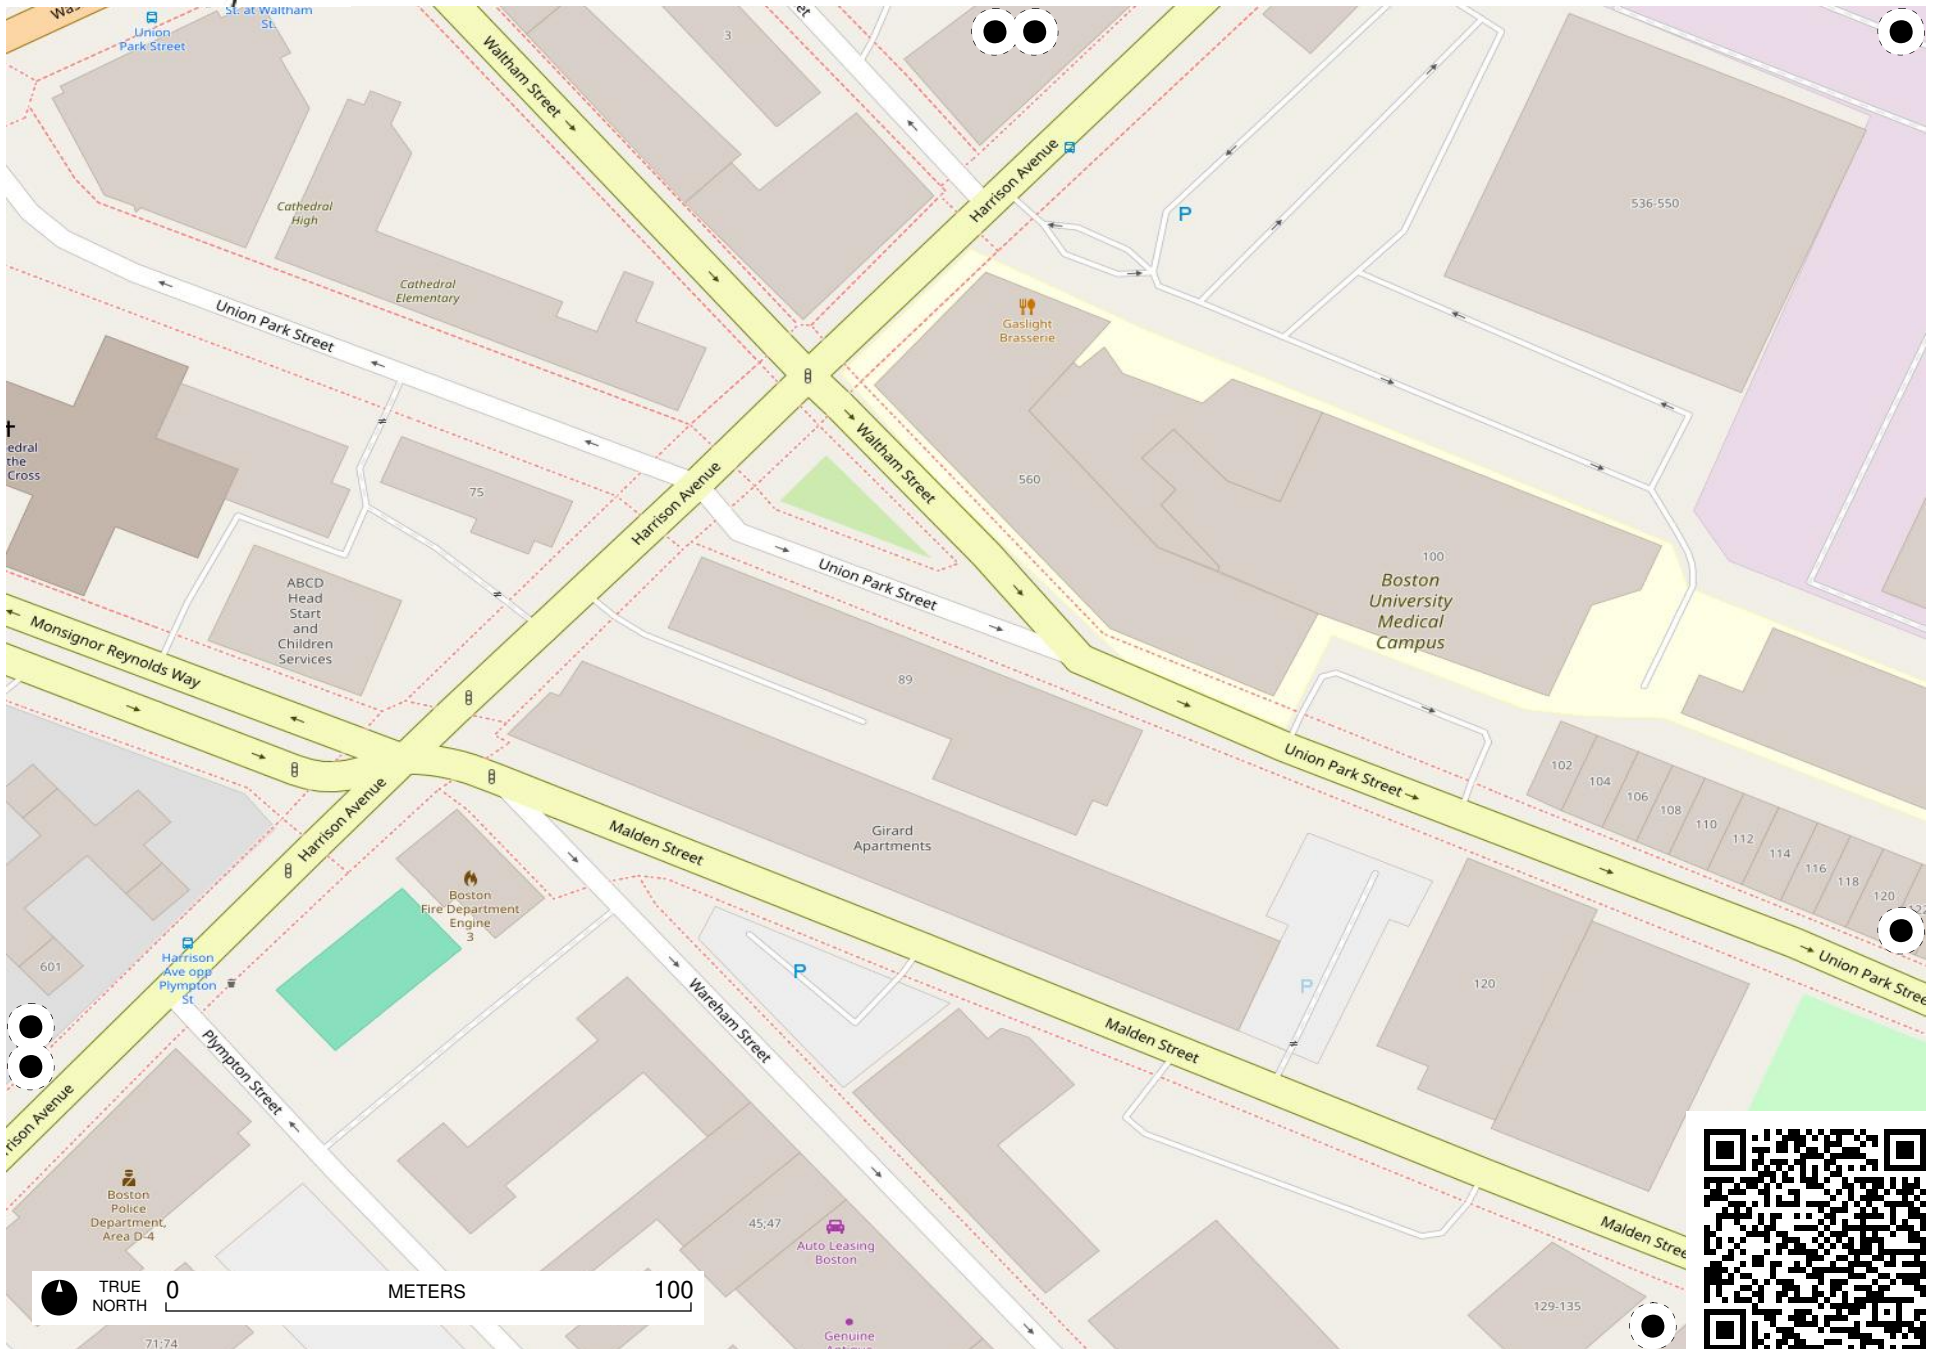 St. at Waltham
St.
Union
Park Street
Waltham Street
3
Harrison Avenue
P
536-550
Cathedral
High
Cathedral
Elementary
Union Park Street
Gaslight
Brasserie
edral
the
Cross
75
Harrison Avenue
Waltham Street
560
100
Boston
University
Medical
Campus
Union Park Street
ABCD
Head
Start
and
Children
Services
Monsignor Reynolds Way
89
Union Park Street
102
104
106
108
110
112
114
116
118
120
Harrison Avenue
Malden Street
Girard
Apartments
Boston
Fire Department
Engine
3
601
Harrison
Ave opp
Plympton
St
P
P
120
Union Park Stree
Wareham Street
Malden Street
Plympton Street
rison Avenue
Boston
Police
Department,
Area D-4
45;47
Auto Leasing
Boston
Malden Stree
TRUE
NORTH
0 METERS 100
129-135
71;74
Genuine